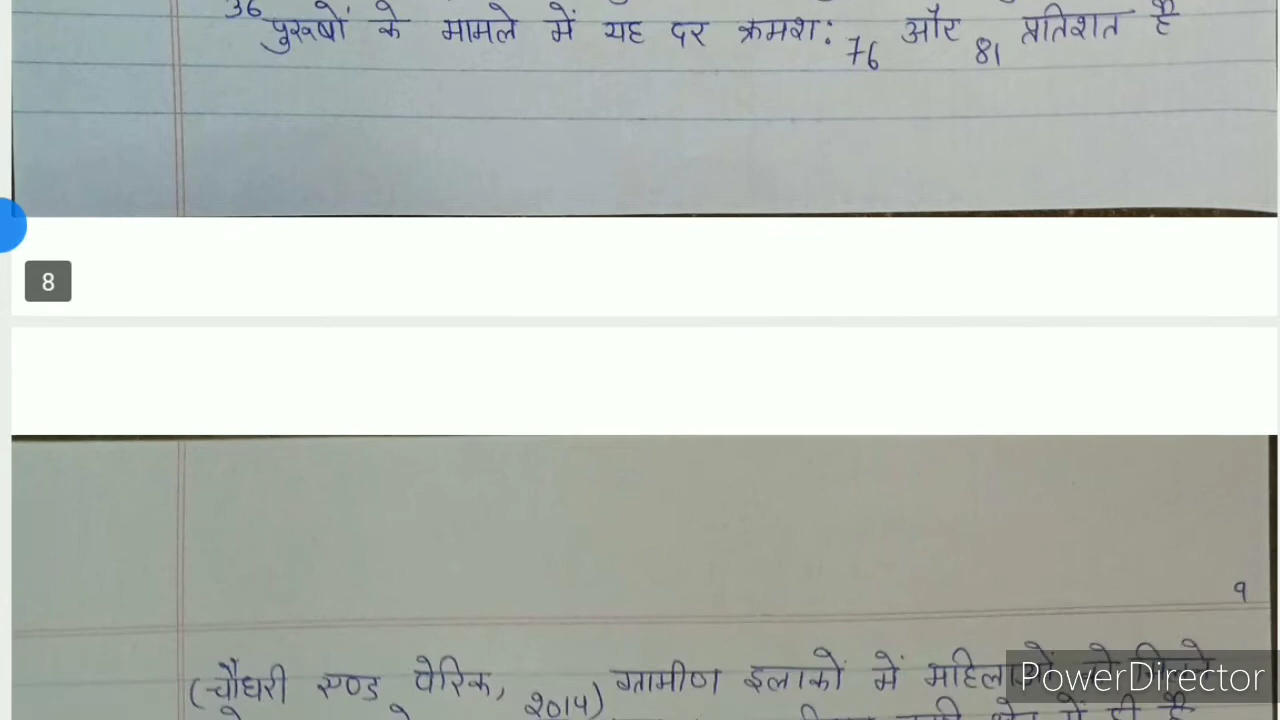 36
पुरूषों के मामले में यह दर क्रमश: 76 और 81 प्रतिशत है
8
9
(चौधरी एण्ड वेरिक, 2014) ग्रामीण इलाकों में महिलाओं
PowerDirector
में ही है